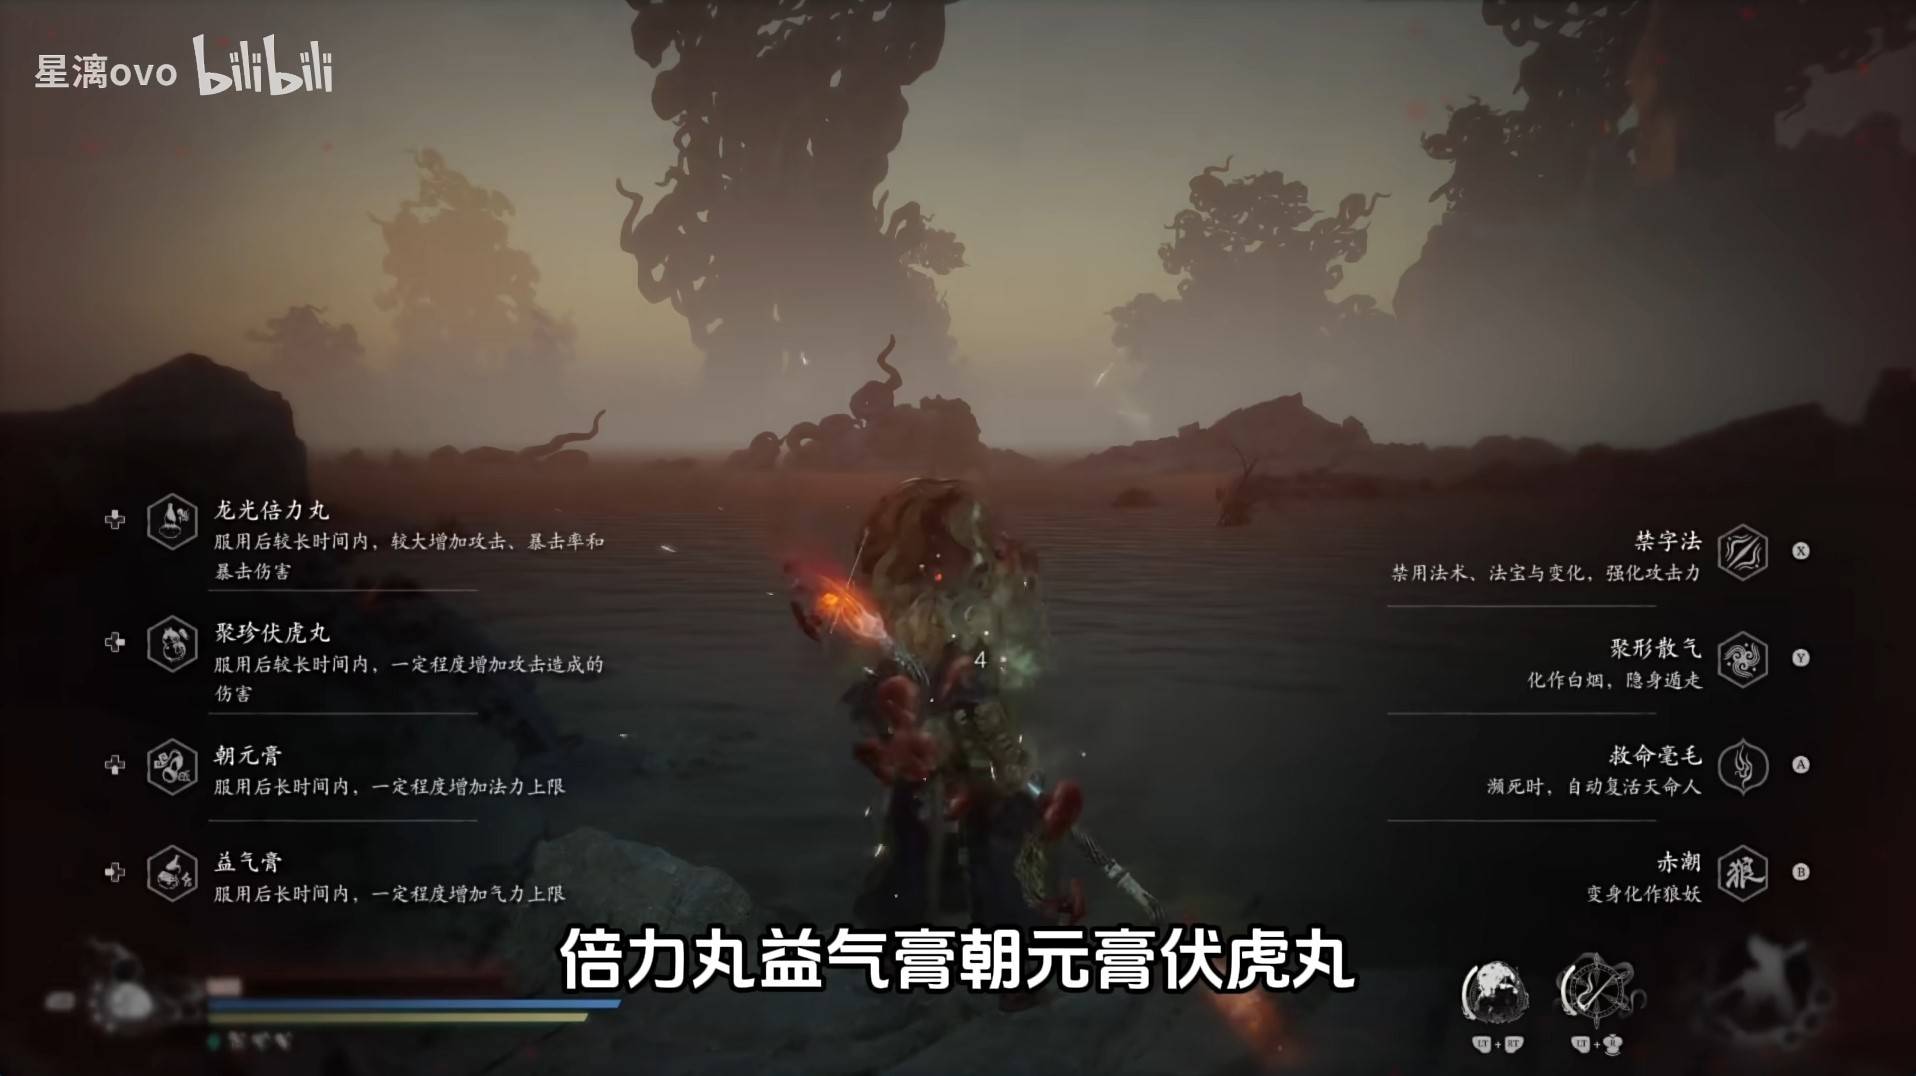 星漓ovo bilibili
龙光倍力丸
服用后较长时间内，较大增加攻击、暴击率和
暴击伤害
聚珍伏虎丸
服用后较长时间内，一定程度增加攻击造成的
伤害
朝元膏
服用后长时间内，一定程度增加法力上限
益气膏
服用后长时间内，一定程度增加气力上限
4
禁字法
禁用法术、法宝与变化，强化攻击力
X
聚形散气
化作白烟，隐身遁走
Y
救命毫毛
濒死时，自动复活天命人
A
赤潮
变身化作狼妖
狼
B
倍力丸益气膏朝元膏伏虎丸
LT + RT
LT + R